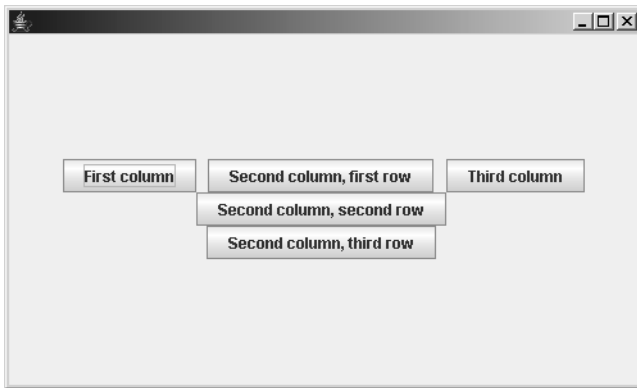 First column Second column, first row Third column
Second column, second row
Second column, third row